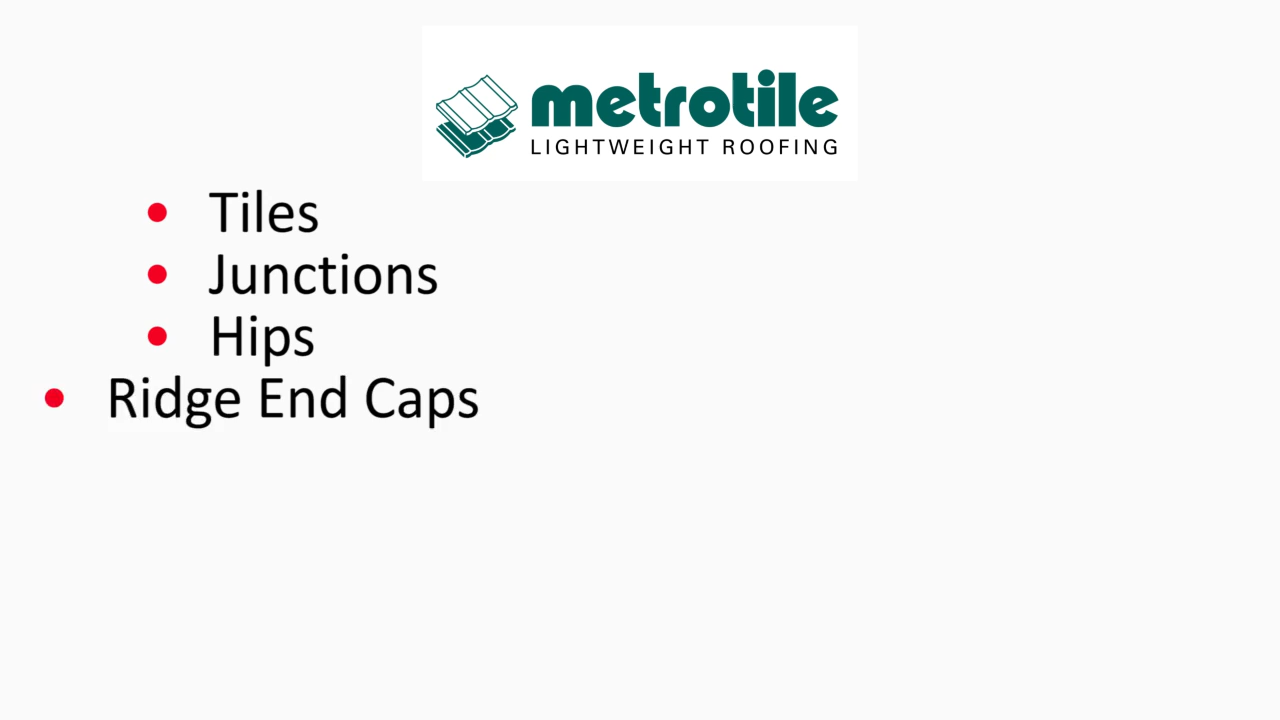 metrotile
LIGHTWEIGHT ROOFING
• Tiles
• Junctions
• Hips
• Ridge End Caps